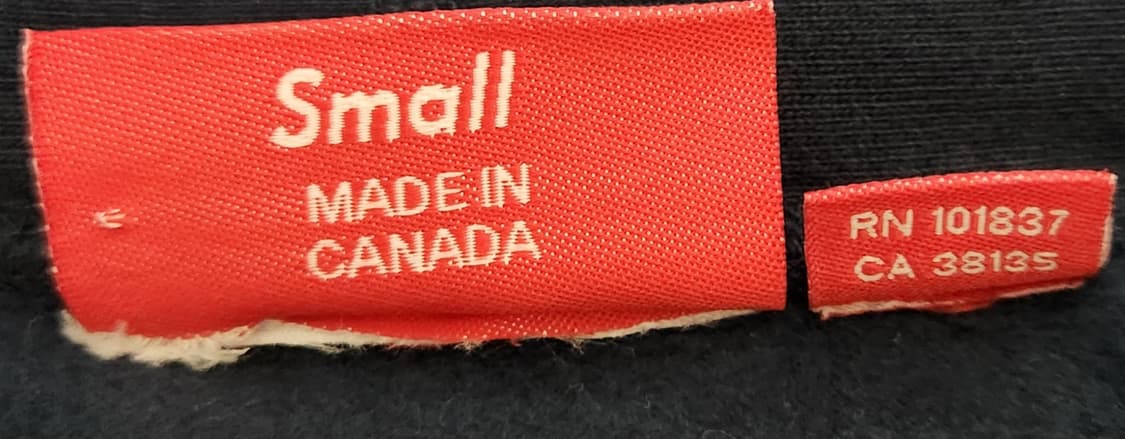 Small
MADE IN
CANADA
RN 101837
CA 38135